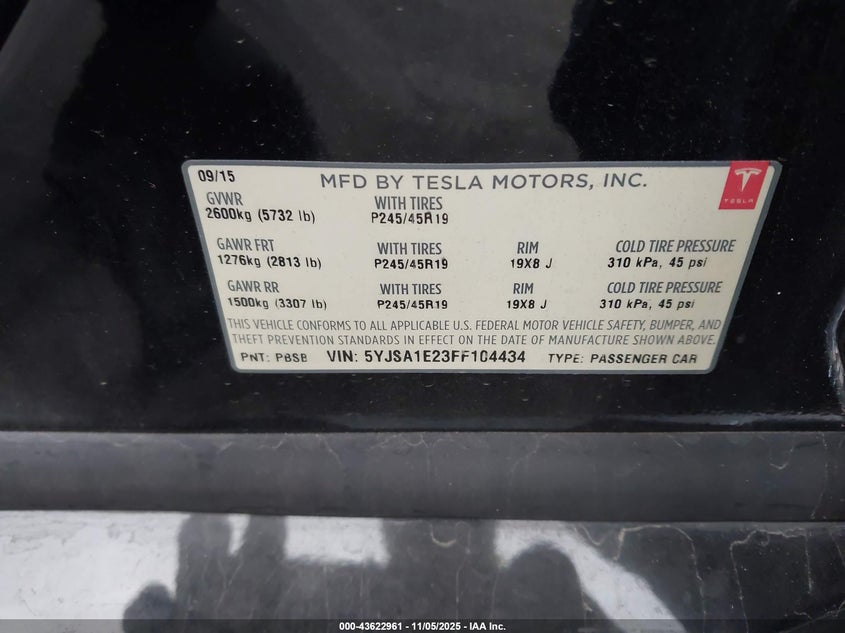 09/15
MFD BY TESLA MOTORS, INC.
TESLA
GVWR WITH TIRES
2600kg (5732 lb) P245/45R19
GAWR FRT WITH TIRES RIM COLD TIRE PRESSURE
1276kg (2813 lb) P245/45R19 19X8 J 310 kPa, 45 psi
GAWR RR WITH TIRES RIM COLD TIRE PRESSURE
1500kg (3307 lb) P245/45R19 19X8 J 310 kPa, 45 psi
THIS VEHICLE CONFORMS TO ALL APPLICABLE U.S. FEDERAL MOTOR VEHICLE SAFETY, BUMPER, AND
THEFT PREVENTION STANDARDS IN EFFECT ON THE DATE OF MANUFACTURE SHOWN ABOVE.
PNT: PBSB VIN: 5YJSA1E23FF104434 TYPE: PASSENGER CAR
000-43622961 - 11/05/2025 - IAA Inc.